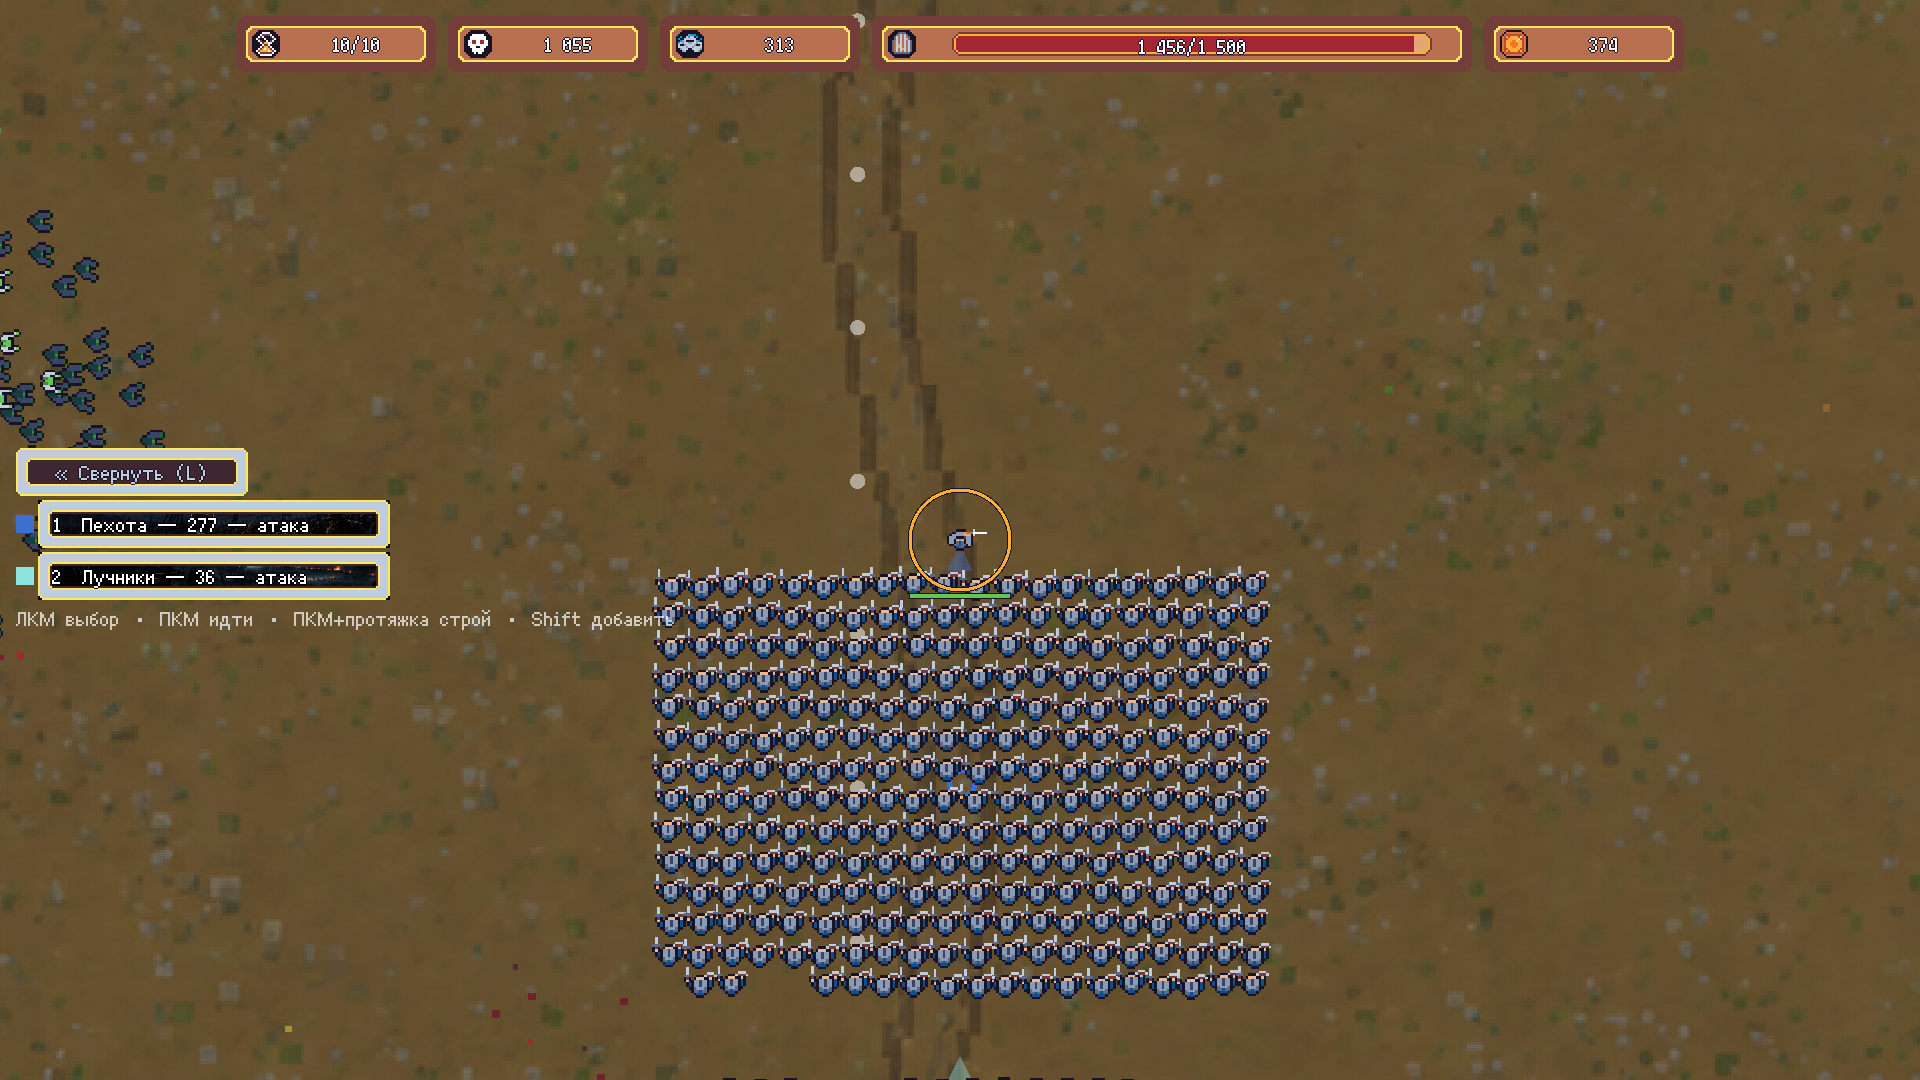 10/10
1 055
313
1 456/1 500
374
« Свернуть (L)
1 Пехота — 277 — атака
2 Лучники — 36 — атака
ЛКМ выбор • ПКМ идти • ПКМ+протяжка строй • Shift добавить